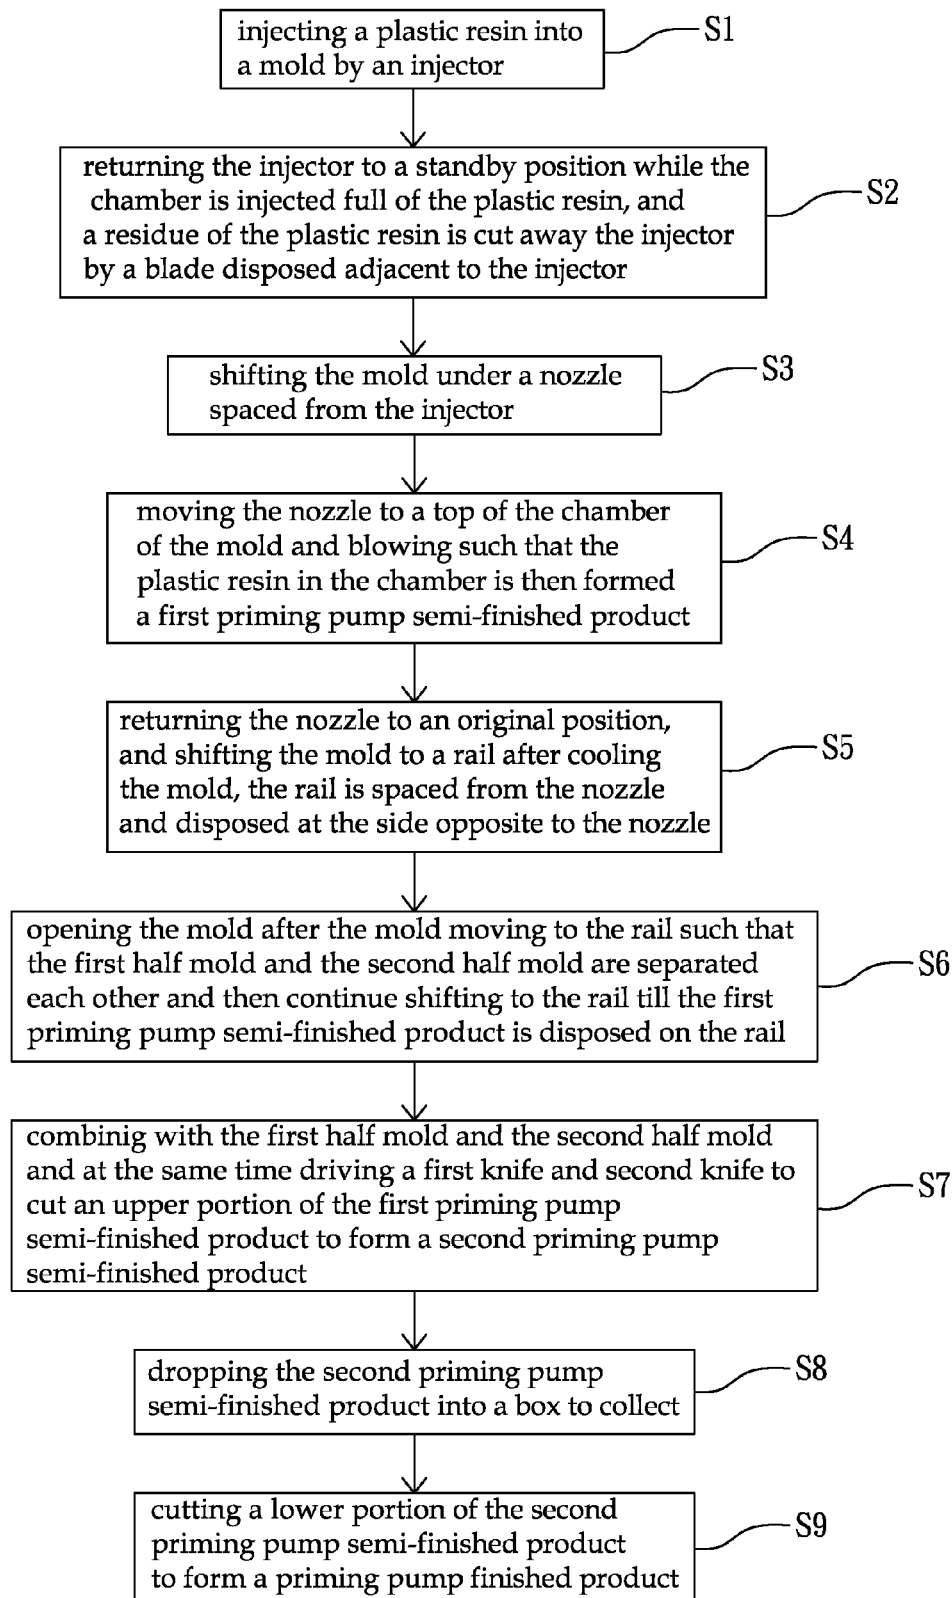 injecting a plastic resin into
a mold by an injector
S1
returning the injector to a standby position while the
chamber is injected full of the plastic resin, and
a residue of the plastic resin is cut away the injector
by a blade disposed adjacent to the injector
S2
shifting the mold under a nozzle
spaced from the injector
S3
moving the nozzle to a top of the chamber
of the mold and blowing such that the
plastic resin in the chamber is then formed
a first priming pump semi-finished product
S4
returning the nozzle to an original position,
and shifting the mold to a rail after cooling
the mold, the rail is spaced from the nozzle
and disposed at the side opposite to the nozzle
S5
opening the mold after the mold moving to the rail such that
the first half mold and the second half mold are separated
each other and then continue shifting to the rail till the first
priming pump semi-finished product is disposed on the rail
S6
combinig with the first half mold and the second half mold
and at the same time driving a first knife and second knife to
cut an upper portion of the first priming pump
semi-finished product to form a second priming pump
semi-finished product
S7
dropping the second priming pump
semi-finished product into a box to collect
S8
cutting a lower portion of the second
priming pump semi-finished product
to form a priming pump finished product
S9